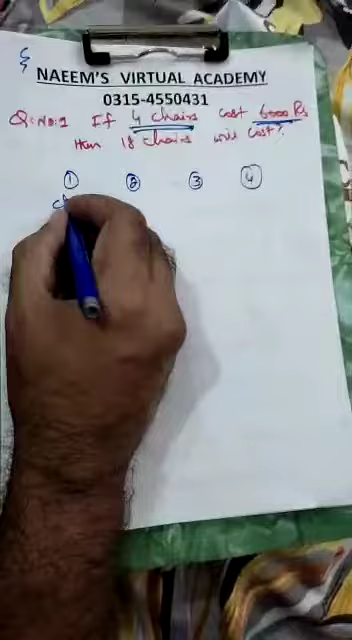 NAEEM'S VIRTUAL ACADEMY
0315-4550431
Q:No:1 If 4 chairs cost 6000 Rs
then 18 chairs will cost?
① ② ③ ④